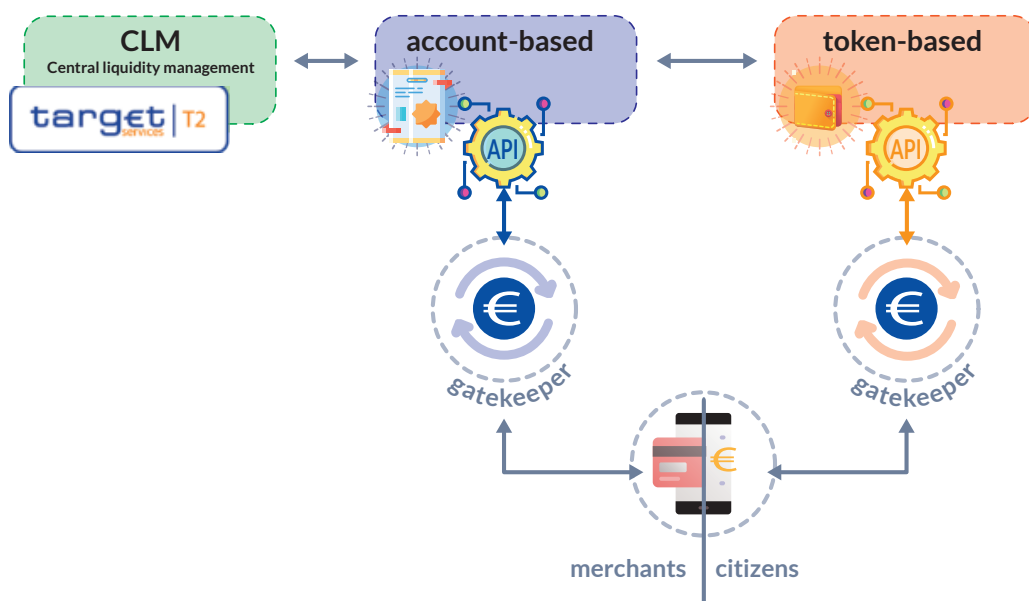 CLM
Central liquidity management
target
services
T2
account-based
API
token-based
API
€
gatekeeper
€
gatekeeper
€
merchants
citizens